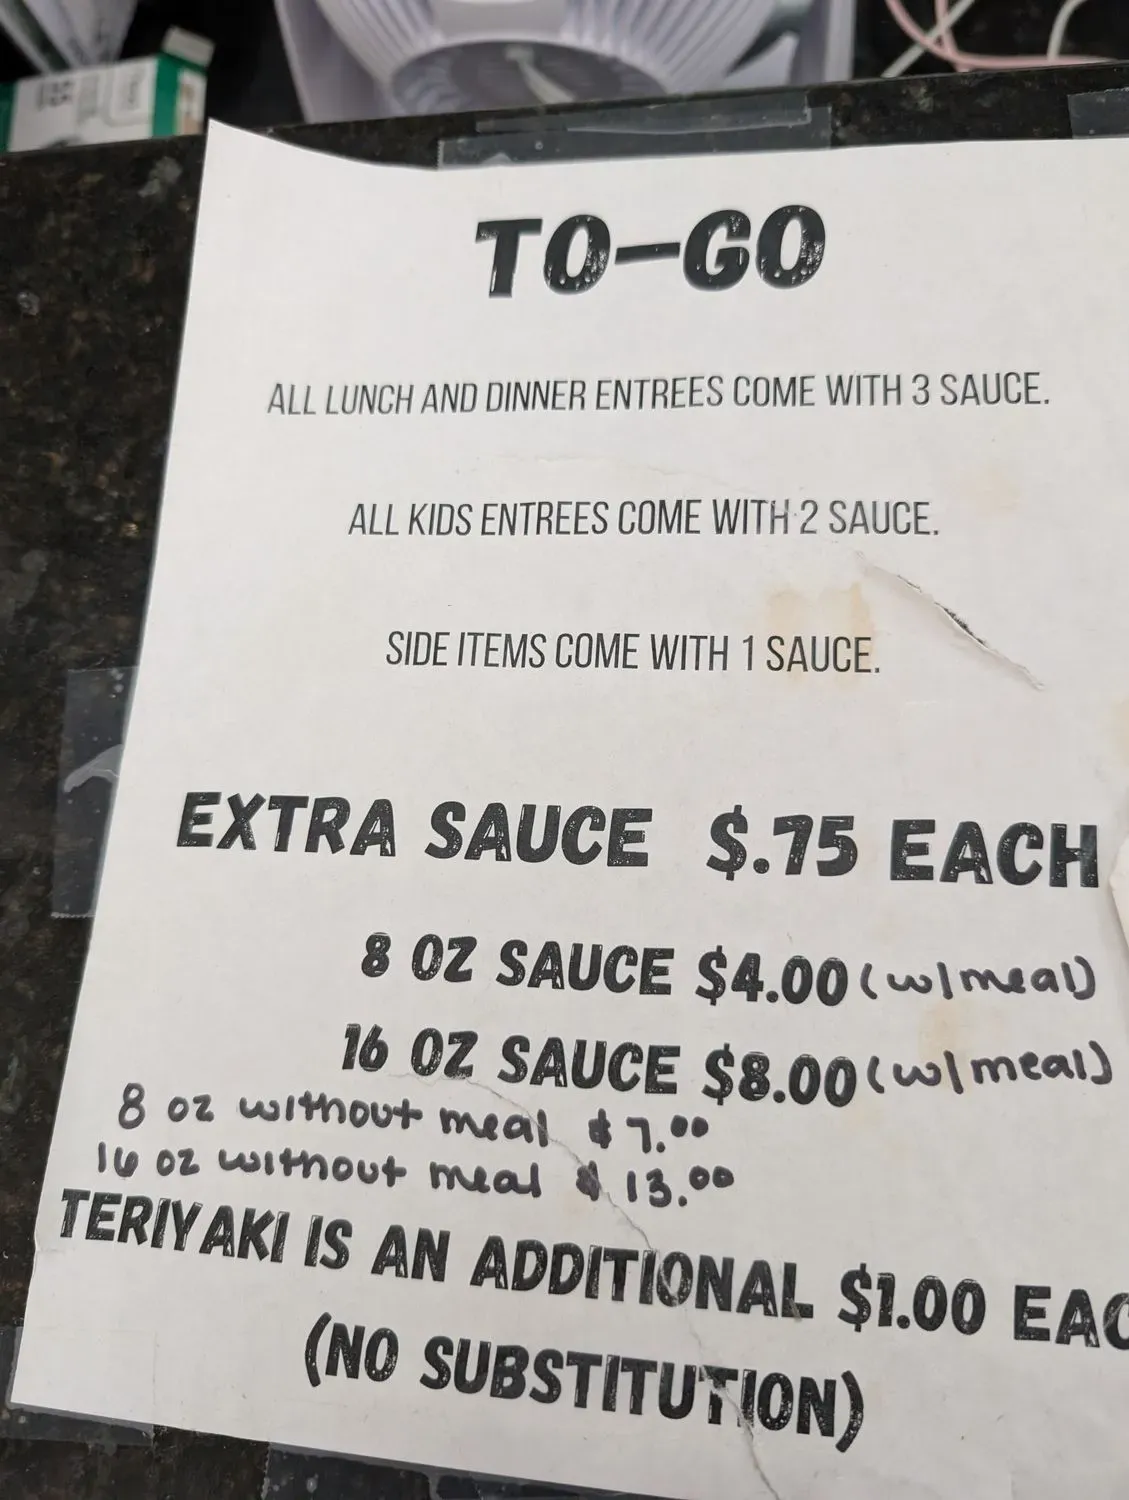 TO-GO
ALL LUNCH AND DINNER ENTREES COME WITH 3 SAUCE.
ALL KIDS ENTREES COME WITH 2 SAUCE.
SIDE ITEMS COME WITH 1 SAUCE.
EXTRA SAUCE $.75 EACH
8 OZ SAUCE $4.00 (w/meal)
16 OZ SAUCE $8.00 (w/meal)
8 oz without meal $7.00
16 oz without meal $13.00
TERIYAKI IS AN ADDITIONAL $1.00 EAC
(NO SUBSTITUTION)